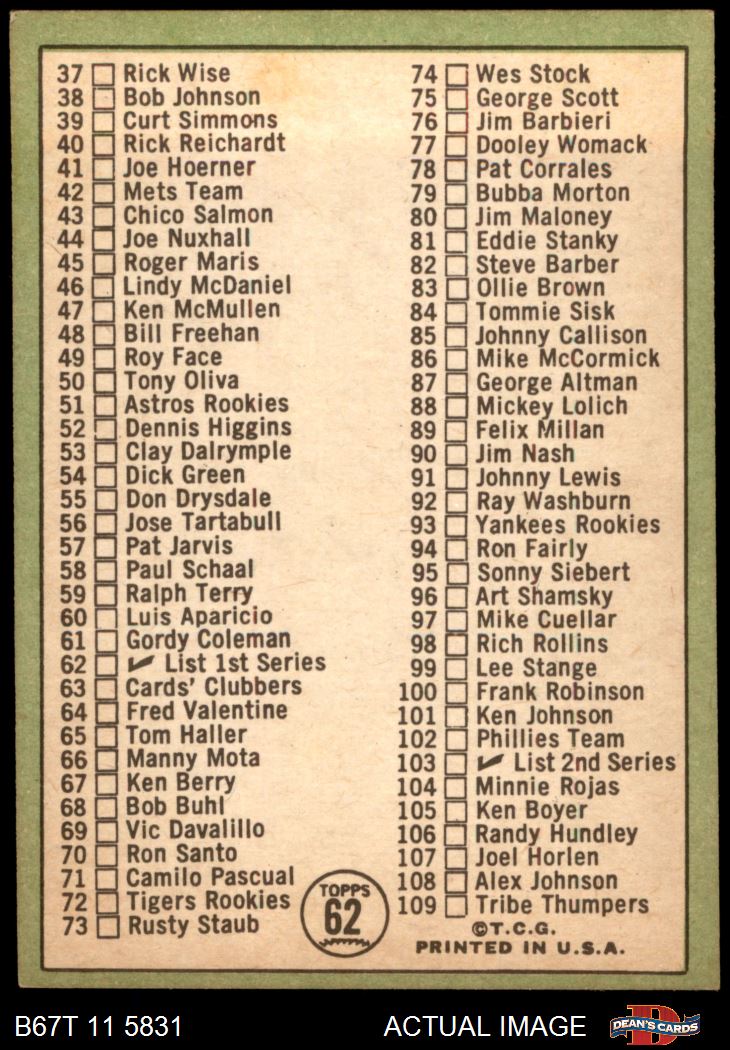 37 Rick Wise
38 Bob Johnson
39 Curt Simmons
40 Rick Reichardt
41 Joe Hoerner
42 Mets Team
43 Chico Salmon
44 Joe Nuxhall
45 Roger Maris
46 Lindy McDaniel
47 Ken McMullen
48 Bill Freehan
49 Roy Face
50 Tony Oliva
51 Astros Rookies
52 Dennis Higgins
53 Clay Dalrymple
54 Dick Green
55 Don Drysdale
56 Jose Tartabull
57 Pat Jarvis
58 Paul Schaal
59 Ralph Terry
60 Luis Aparicio
61 Gordy Coleman
62 ✓ List 1st Series
63 Cards' Clubbers
64 Fred Valentine
65 Tom Haller
66 Manny Mota
67 Ken Berry
68 Bob Buhl
69 Vic Davalillo
70 Ron Santo
71 Camilo Pascual
72 Tigers Rookies
73 Rusty Staub
TOPPS
62
74 Wes Stock
75 George Scott
76 Jim Barbieri
77 Dooley Womack
78 Pat Corrales
79 Bubba Morton
80 Jim Maloney
81 Eddie Stanky
82 Steve Barber
83 Ollie Brown
84 Tommie Sisk
85 Johnny Callison
86 Mike McCormick
87 George Altman
88 Mickey Lolich
89 Felix Millan
90 Jim Nash
91 Johnny Lewis
92 Ray Washburn
93 Yankees Rookies
94 Ron Fairly
95 Sonny Siebert
96 Art Shamsky
97 Mike Cuellar
98 Rich Rollins
99 Lee Stange
100 Frank Robinson
101 Ken Johnson
102 Phillies Team
103 ✓ List 2nd Series
104 Minnie Rojas
105 Ken Boyer
106 Randy Hundley
107 Joel Horlen
108 Alex Johnson
109 Tribe Thumpers
©T.C.G.
PRINTED IN U.S.A.
B67T 11 5831
ACTUAL IMAGE
D
DEAN'S CARDS